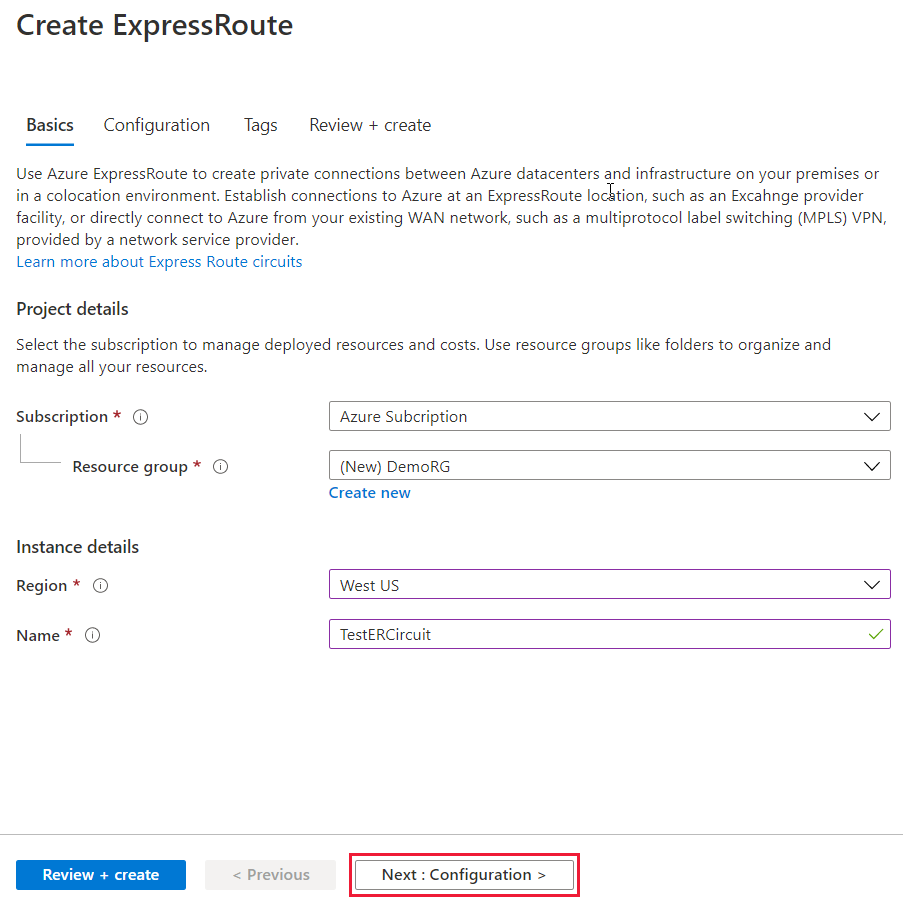 Create ExpressRoute
Basics Configuration Tags Review + create
Use Azure ExpressRoute to create private connections between Azure datacenters and infrastructure on your premises or
in a colocation environment. Establish connections to Azure at an ExpressRoute location, such as an Excahnge provider
facility, or directly connect to Azure from your existing WAN network, such as a multiprotocol label switching (MPLS) VPN,
provided by a network service provider.
Learn more about Express Route circuits
Project details
Select the subscription to manage deployed resources and costs. Use resource groups like folders to organize and
manage all your resources.
Subscription * Azure Subcription
Resource group * (New) DemoRG
Create new
Instance details
Region * West US
Name * TestERCircuit
Review + create < Previous Next : Configuration >